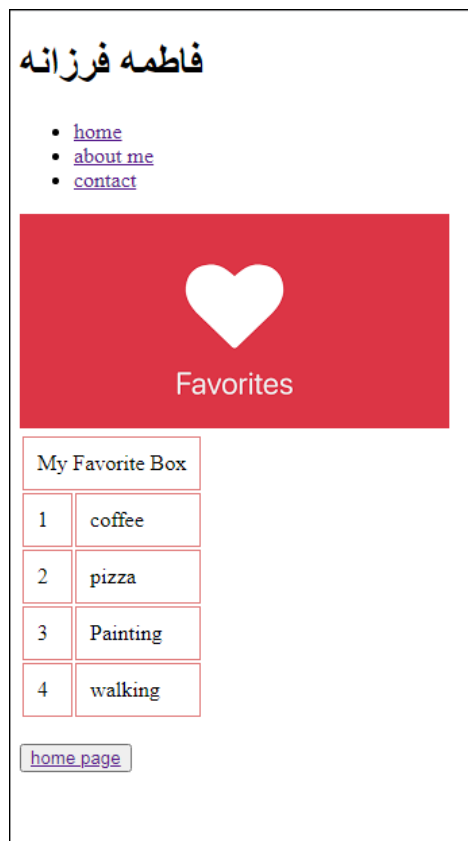 فاطمه فرزانه
home
about me
contact
Favorites
My Favorite Box
1 coffee
2 pizza
3 Painting
4 walking
home page